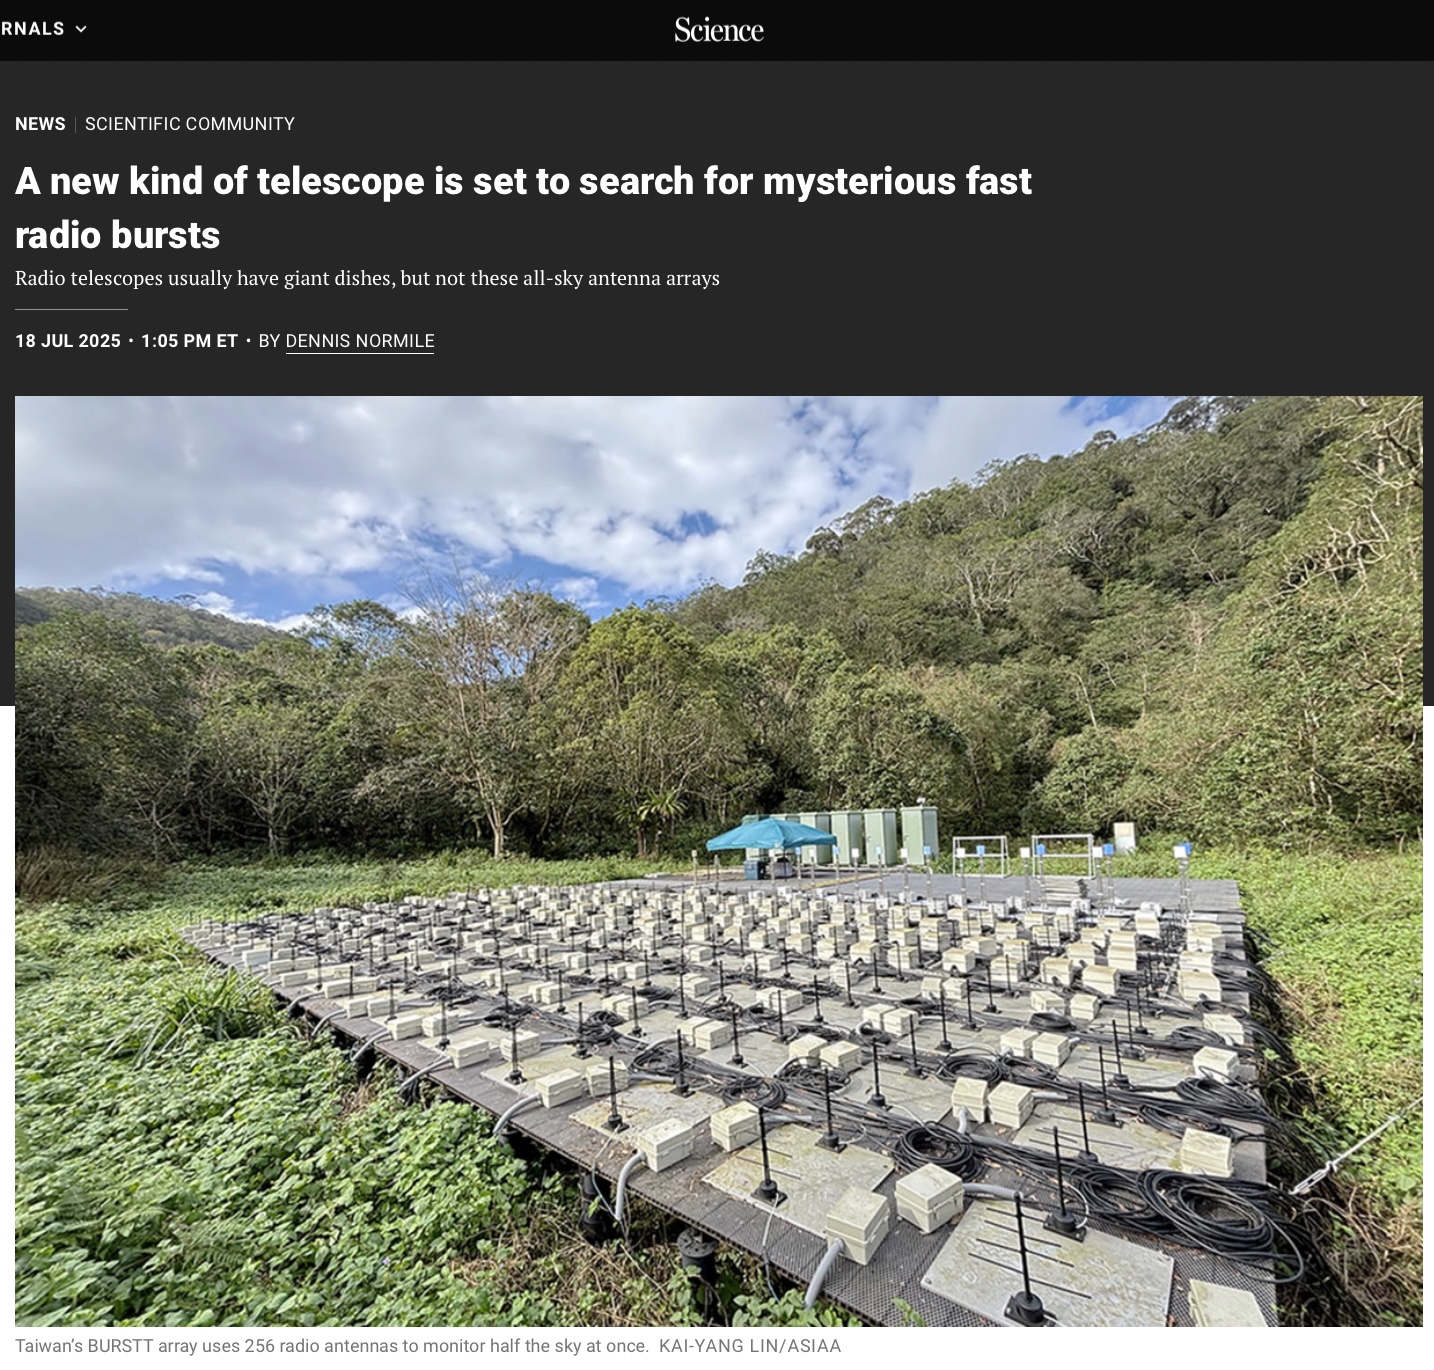 RNALS
Science
NEWS | SCIENTIFIC COMMUNITY
A new kind of telescope is set to search for mysterious fast
radio bursts
Radio telescopes usually have giant dishes, but not these all-sky antenna arrays
18 JUL 2025 • 1:05 PM ET • BY DENNIS NORMILE
Taiwan’s BURSTT array uses 256 radio antennas to monitor half the sky at once. KAI-YANG LIN/ASIAA